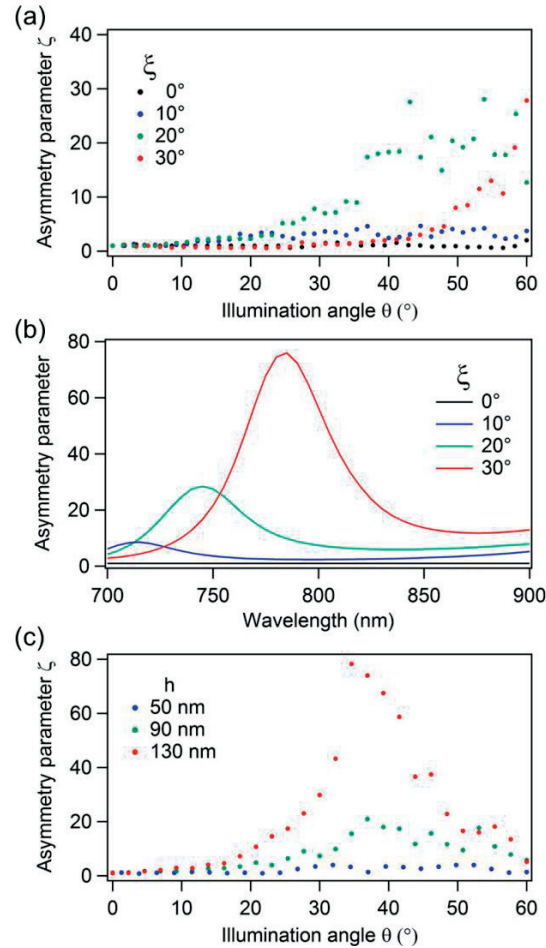 (a)
Asymmetry parameter ζ
40
30
20
10
0
ξ
0°
10°
20°
30°
0 10 20 30 40 50 60
Illumination angle θ (°)
(b)
Asymmetry parameter
80
60
40
20
0
ξ
0°
10°
20°
30°
700 750 800 850 900
Wavelength (nm)
(c)
Asymmetry parameter ζ
80
60
40
20
0
h
50 nm
90 nm
130 nm
0 10 20 30 40 50 60
Illumination angle θ (°)